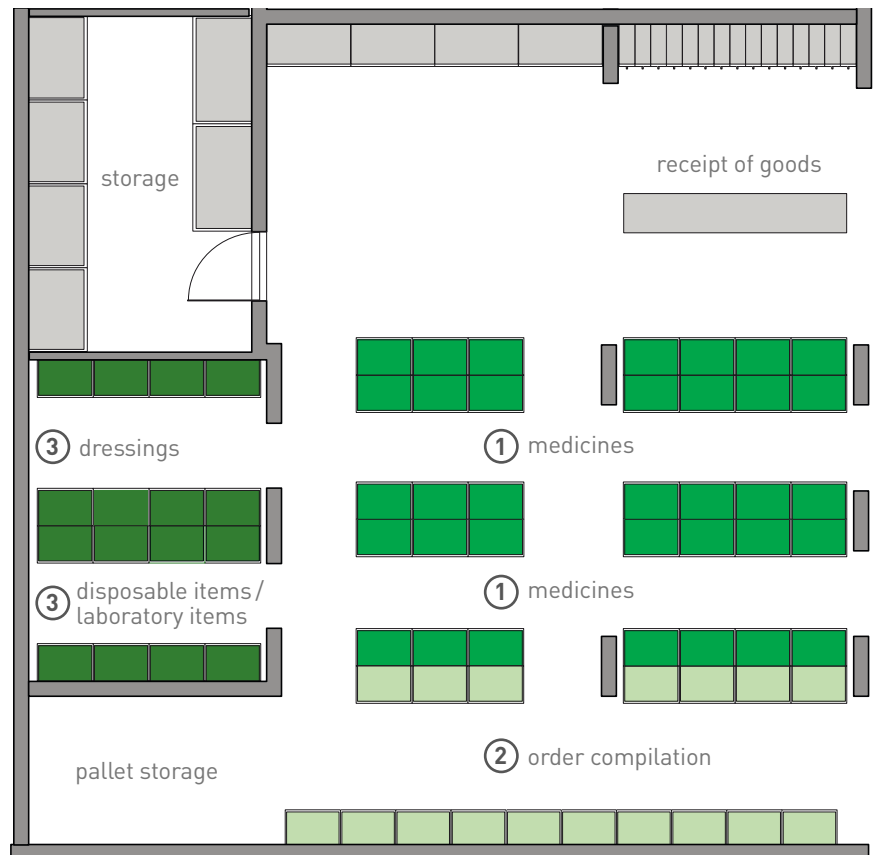 storage
receipt of goods
3 dressings
1 medicines
3 disposable items /
laboratory items
1 medicines
2 order compilation
pallet storage